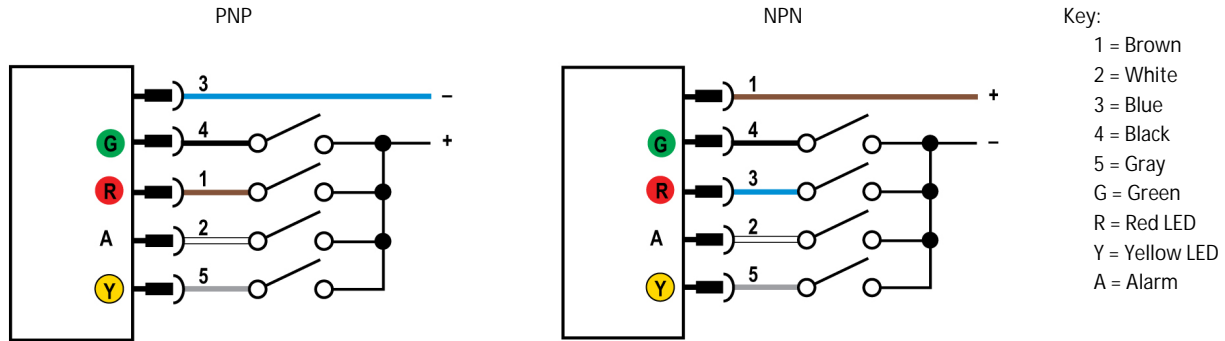 PNP
3
–
G
4
+
R
1
A
2
Y
5
NPN
1
+
G
4
–
R
3
A
2
Y
5
Key:
1 = Brown
2 = White
3 = Blue
4 = Black
5 = Gray
G = Green
R = Red LED
Y = Yellow LED
A = Alarm